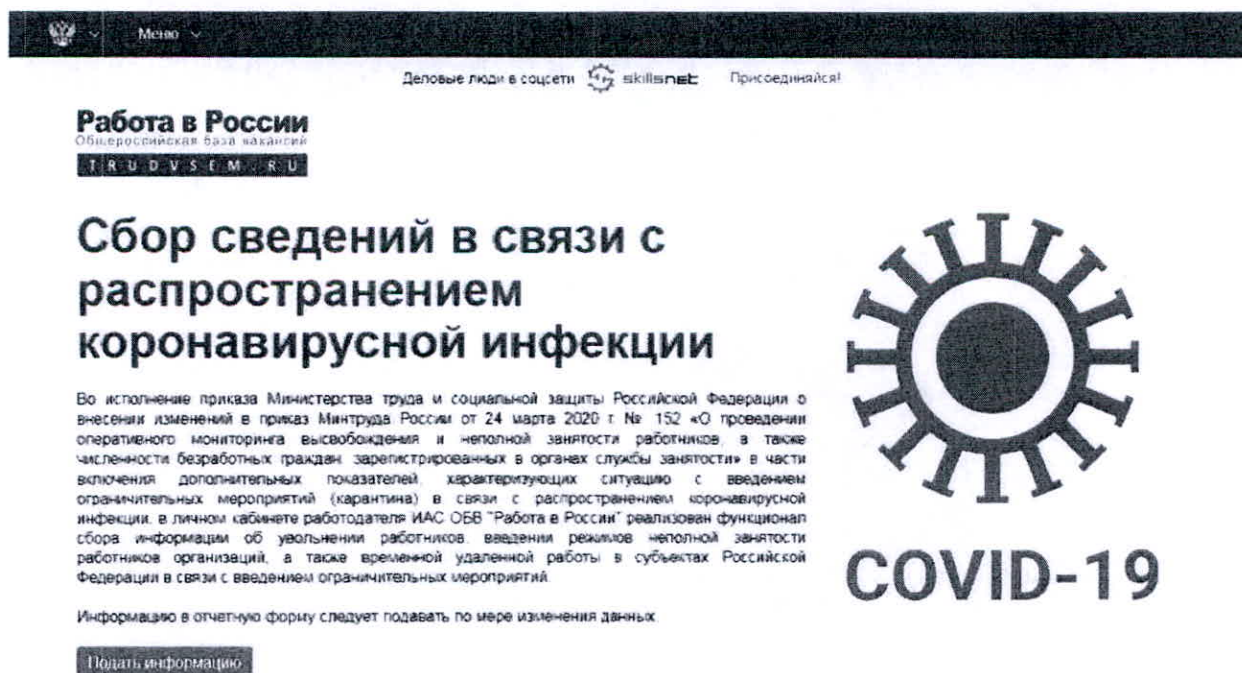 Меню
Деловые люди в соцсети skillsnet Присоединяйся!
Работа в России
Общероссийская база вакансий
TRUDVSEM.RU
Сбор сведений в связи с
распространением
коронавирусной инфекции
Во исполнение приказа Министерства труда и социальной защиты Российской Федерации о
внесении изменений в приказ Минтруда России от 24 марта 2020 г. № 152 «О проведении
оперативного мониторинга высвобождения и неполной занятости работников, а также
численности безработных граждан, зарегистрированных в органах службы занятости» в части
включения дополнительных показателей, характеризующих ситуацию с введением
ограничительных мероприятий (карантина) в связи с распространением коронавирусной
инфекции, в личном кабинете работодателя ИАС ОБВ "Работа в России" реализован функционал
сбора информации об увольнении работников, введении режимов неполной занятости
работников организаций, а также временной удаленной работы в субъектах Российской
Федерации в связи с введением ограничительных мероприятий.
Информацию в отчетную форму следует подавать по мере изменения данных.
Подать информацию
COVID-19